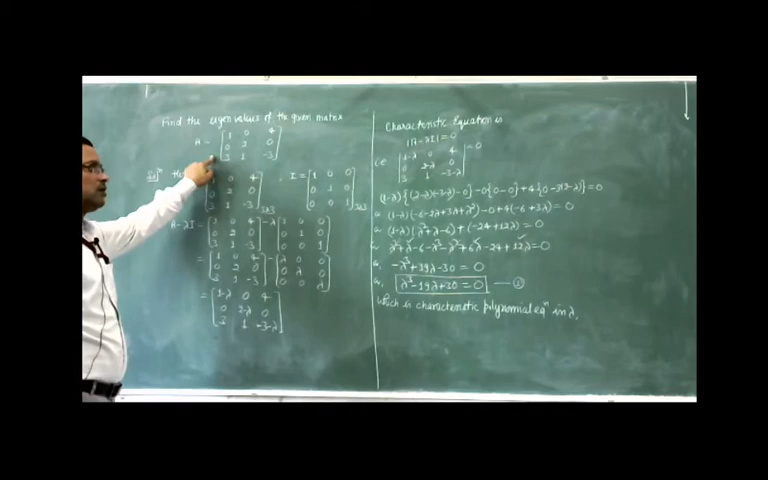 Find the eigen values of the given matrix
A = [1 0 4
0 2 0
3 1 -3]
Solⁿ
1 0 4
0 2 0
3 1 -3]3x3 , I = [1 0 0
0 1 0
0 0 1]3x3
A-λI = [1 0 4
0 2 0
3 1 -3] -λ [1 0 0
0 1 0
0 0 1]
= [1 0 4
0 2 0
3 1 -3] - [λ 0 0
0 λ 0
0 0 λ]
= [1-λ 0 4
0 2-λ 0
3 1 -3-λ]
Characteristic Equation is
|A-λI| = 0
|1-λ 0 4
0 2-λ 0
3 1 -3-λ| = 0
(1-λ){(2-λ)(-3-λ)-0}-0{0-0}+4{0-3(2-λ)}=0
(1-λ)(-6-2λ+3λ+λ²)-0+4(-6+3λ)=0
(1-λ)(λ²+λ-6)+(-24+12λ)=0
λ²+λ-6-λ³-λ²+6λ-24+12λ=0
-λ³+19λ-30=0
λ³-19λ+30=0
which is characteristic polynomial eqⁿ in λ.